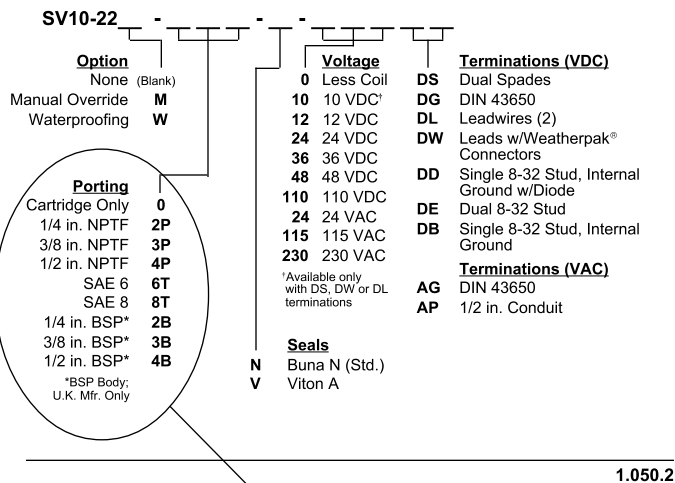 SV10-22__ - ____ - __ - ____ __
Option
None (Blank)
Manual Override M
Waterproofing W
Porting
Cartridge Only 0
1/4 in. NPTF 2P
3/8 in. NPTF 3P
1/2 in. NPTF 4P
SAE 6 6T
SAE 8 8T
1/4 in. BSP* 2B
3/8 in. BSP* 3B
1/2 in. BSP* 4B
*BSP Body;
U.K. Mfr. Only
Voltage
0 Less Coil
10 10 VDC†
12 12 VDC
24 24 VDC
36 36 VDC
48 48 VDC
110 110 VDC
24 24 VAC
115 115 VAC
230 230 VAC
†Available only
with DS, DW or DL
terminations
Seals
N Buna N (Std.)
V Viton A
Terminations (VDC)
DS Dual Spades
DG DIN 43650
DL Leadwires (2)
DW Leads w/Weatherpak®
Connectors
DD Single 8-32 Stud, Internal
Ground w/Diode
DE Dual 8-32 Stud
DB Single 8-32 Stud, Internal
Ground
Terminations (VAC)
AG DIN 43650
AP 1/2 in. Conduit
1.050.2